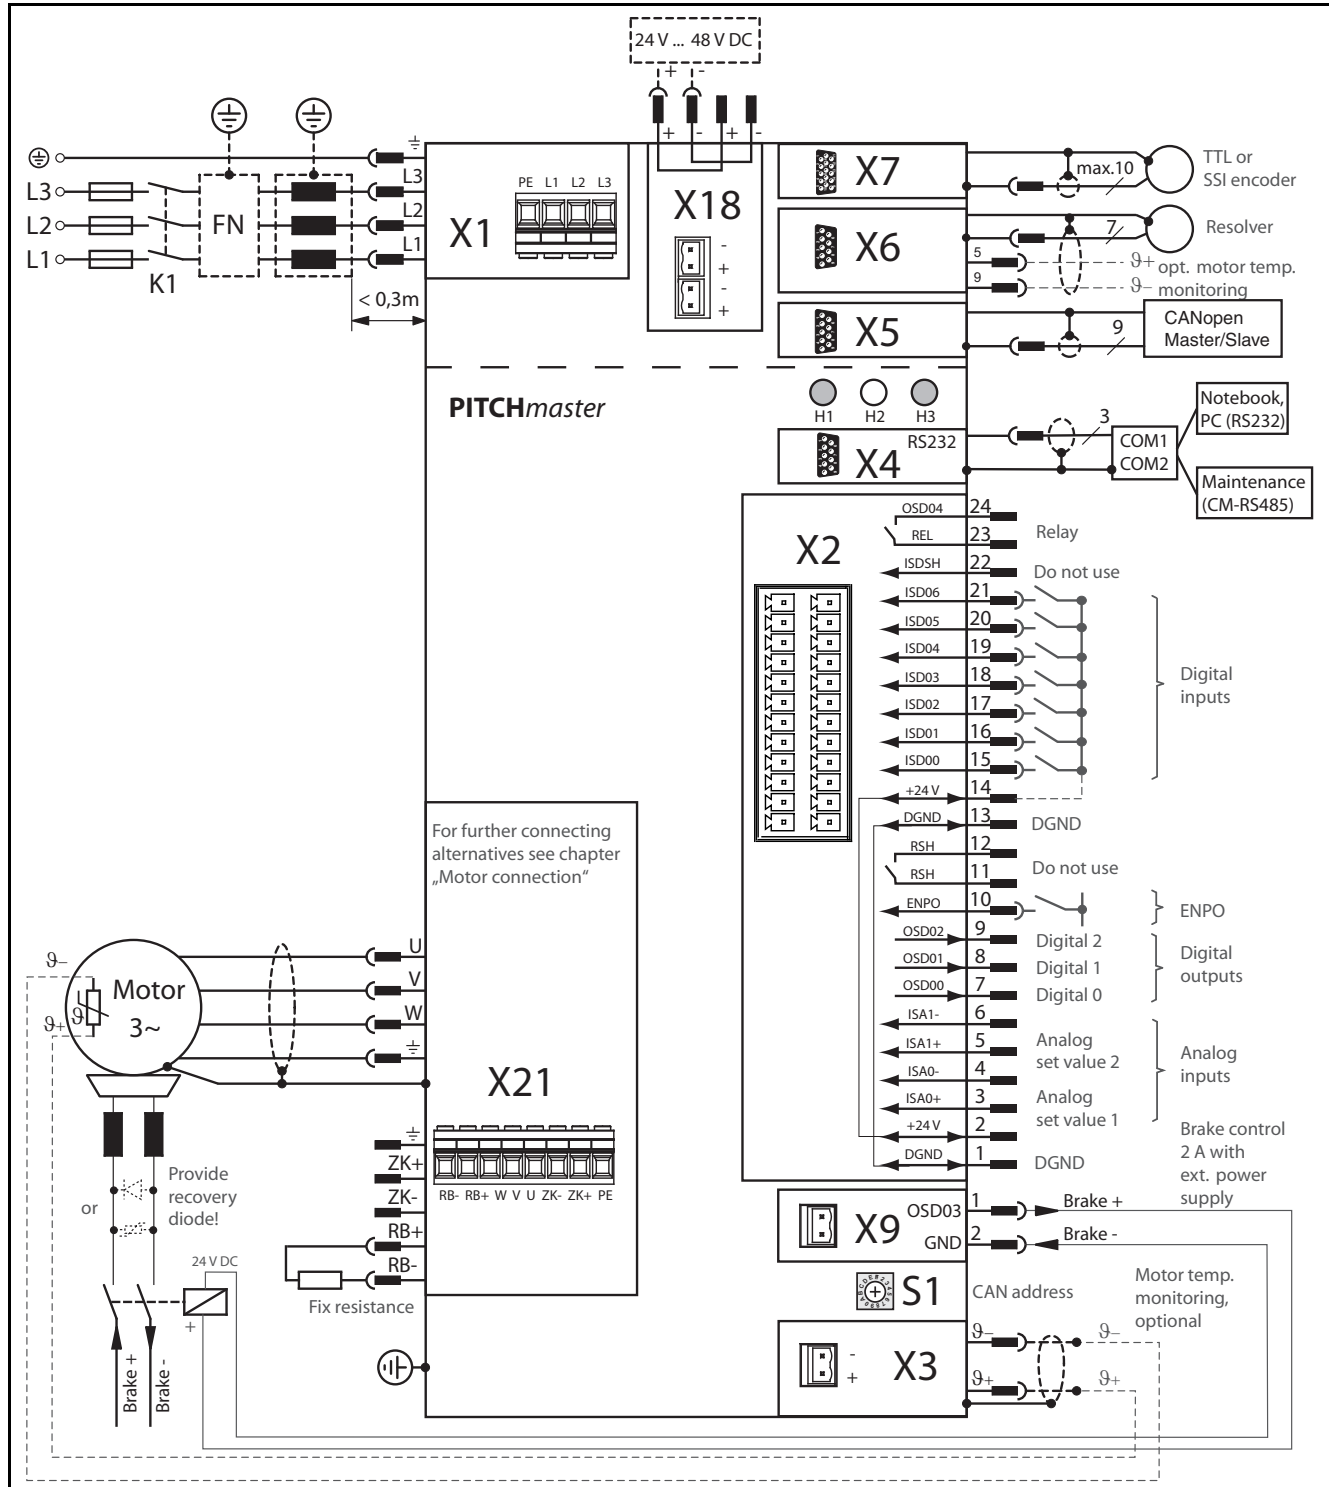 24 V ... 48 V DC
+ -
+ - + -
L3
L2
L1
K1
FN
< 0,3m
L3
L2
L1
X1
PE L1 L2 L3
X18
-
+
-
+
X7
max.10
TTL or
SSI encoder
X6
7
Resolver
5
9
ϑ+
ϑ-
opt. motor temp.
monitoring
X5
9
CANopen
Master/Slave
PITCHmaster
H1 H2 H3
X4
RS232
3
COM1
COM2
Notebook,
PC (RS232)
Maintenance
(CM-RS485)
X2
OSD04 24
REL 23
Relay
ISDSH 22 Do not use
ISD06 21
ISD05 20
ISD04 19
ISD03 18
ISD02 17
ISD01 16
ISD00 15
Digital
inputs
+24 V 14
DGND 13 DGND
RSH 12
RSH 11
Do not use
ENPO 10 ENPO
OSD02 9 Digital 2
OSD01 8 Digital 1
OSD00 7 Digital 0
Digital
outputs
ISA1- 6
ISA1+ 5
Analog
set value 2
ISA0- 4
ISA0+ 3
Analog
set value 1
Analog
inputs
+24 V 2
DGND 1 DGND
Brake control
2 A with
ext. power
supply
X9
OSD03 1 Brake +
GND 2 Brake -
S1
CAN address
Motor temp.
monitoring,
optional
X3
-
+
ϑ- ϑ-
ϑ+ ϑ+
For further connecting
alternatives see chapter
„Motor connection“
X21
RB- RB+ W V U ZK- ZK+ PE
U
V
W
ZK+
ZK-
RB+
RB-
Fix resistance
ϑ-
ϑ+
ϑ
Motor
3~
or
Provide
recovery
diode!
24 V DC
+
Brake +
Brake -